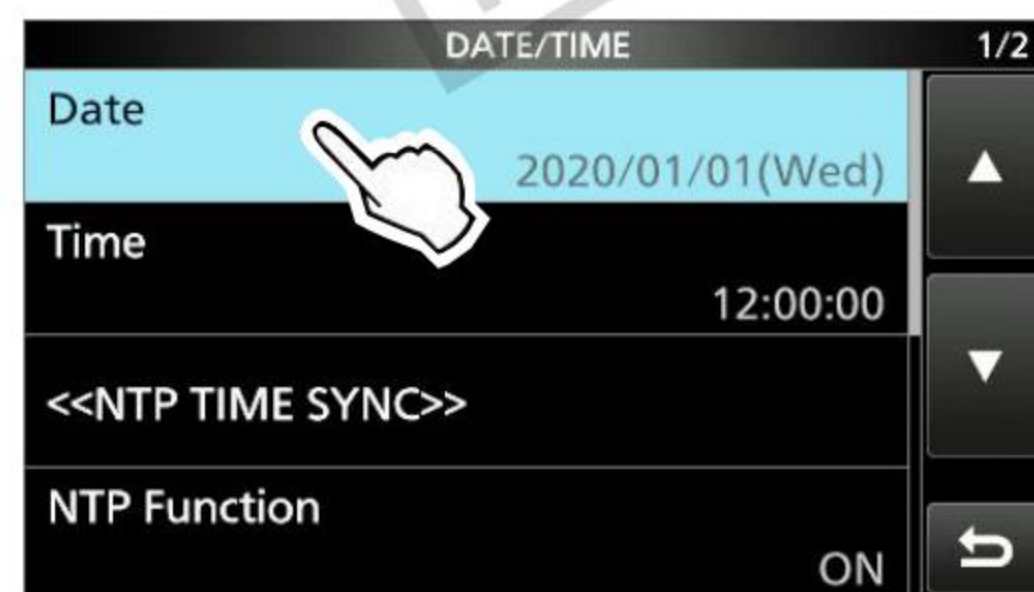 DATE/TIME 1/2
Date
2020/01/01(Wed)
Time
12:00:00
<<NTP TIME SYNC>>
NTP Function
ON